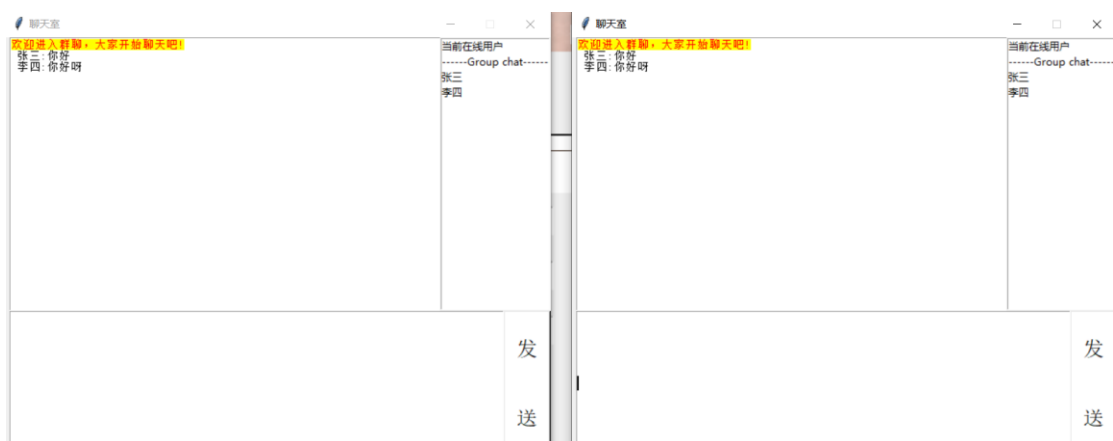 聊天室
欢迎进入群聊，大家开始聊天吧!
张三:你好
李四:你好呀
当前在线用户
------Group chat------
张三
李四
发
送
聊天室
欢迎进入群聊，大家开始聊天吧!
张三:你好
李四:你好呀
当前在线用户
------Group chat------
张三
李四
发
送